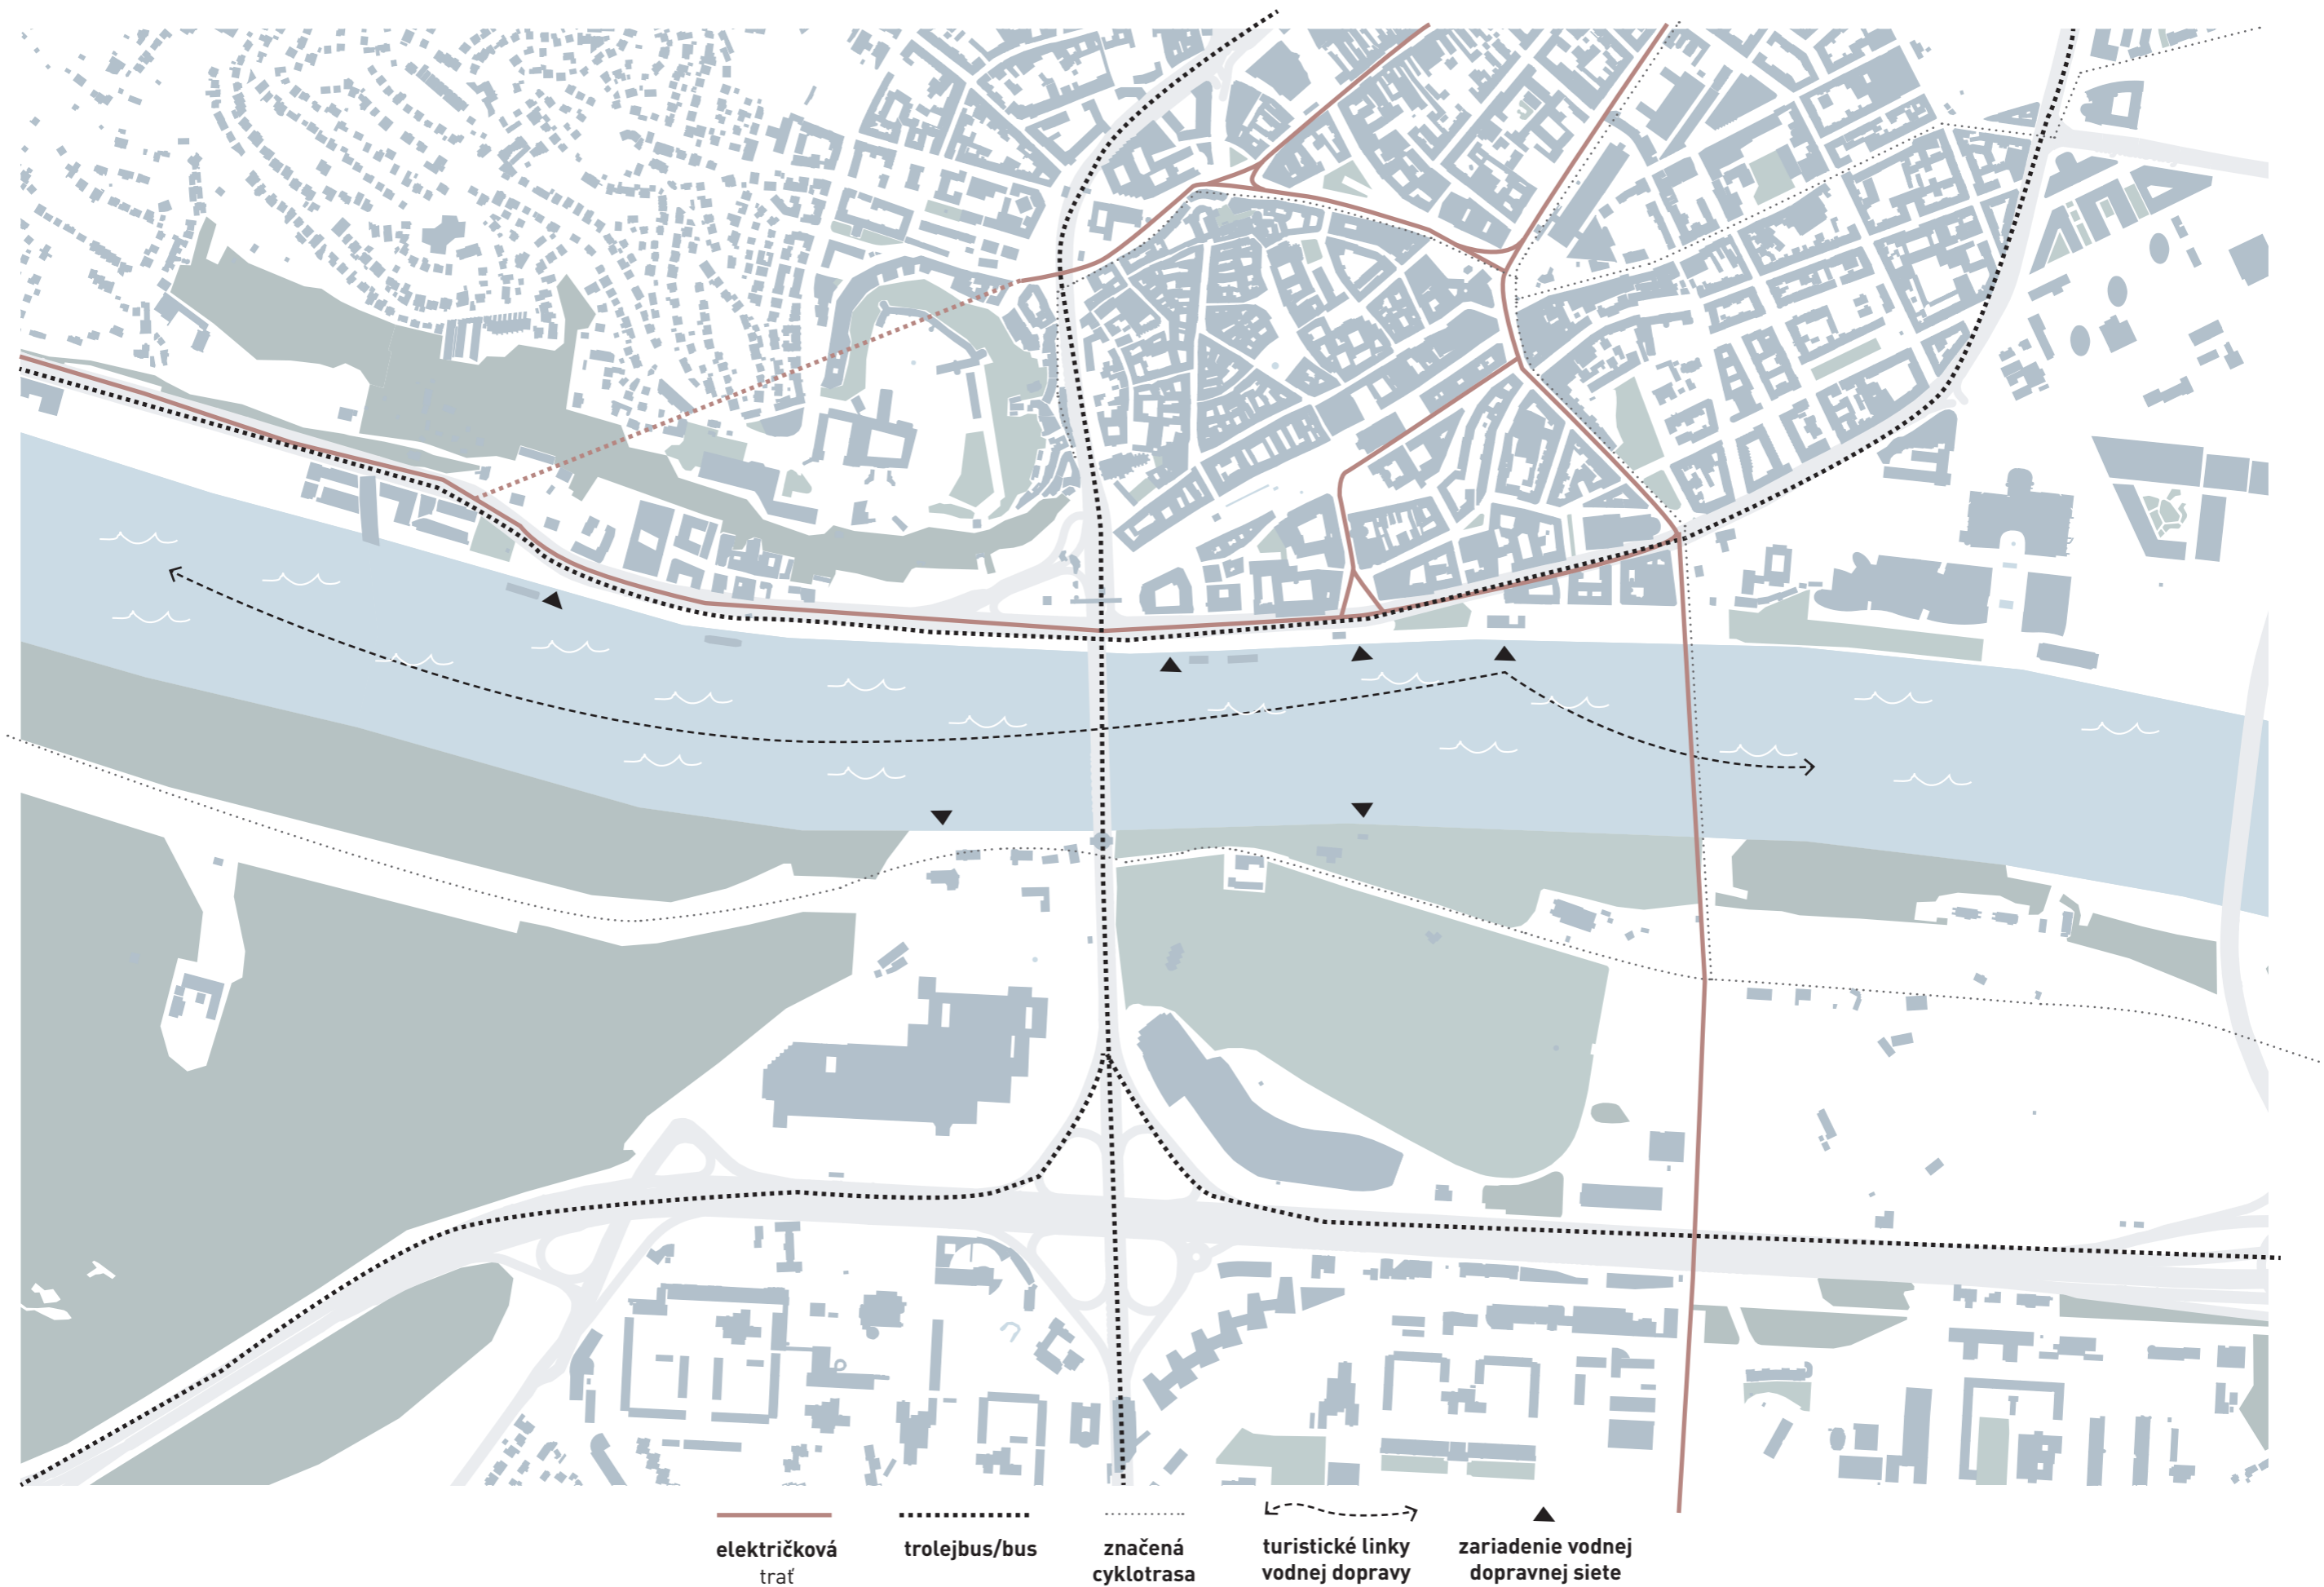 električková
trať
trolejbus/bus
značená
cyklotrasa
turistické linky
vodnej dopravy
zariadenie vodnej
dopravnej siete